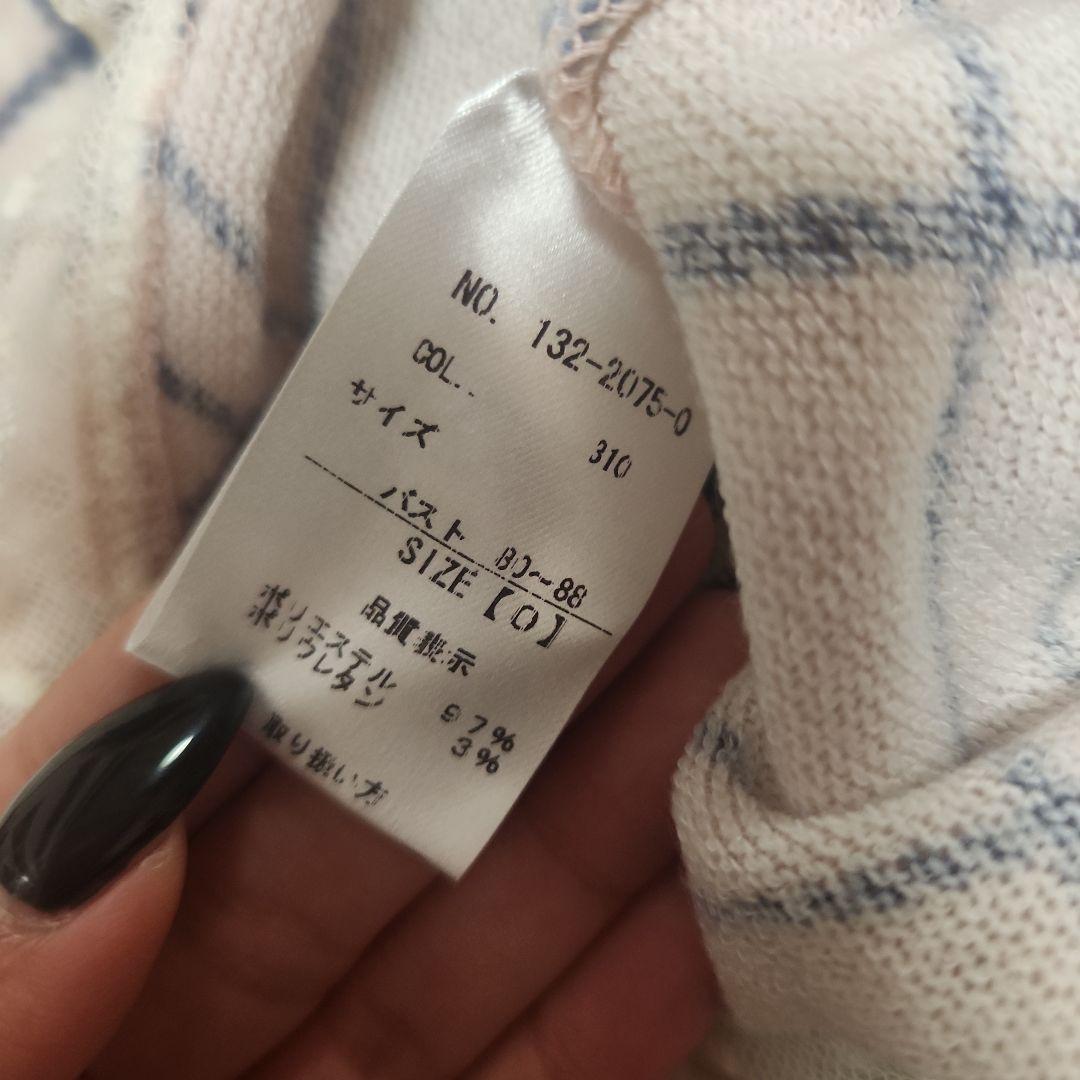 NO. 132-2075-0
COL.. 310
サイズ
バスト 80~88
SIZE【0】
品質表示
ポリエステル 97%
ポリウレタン 3%
取り扱い方